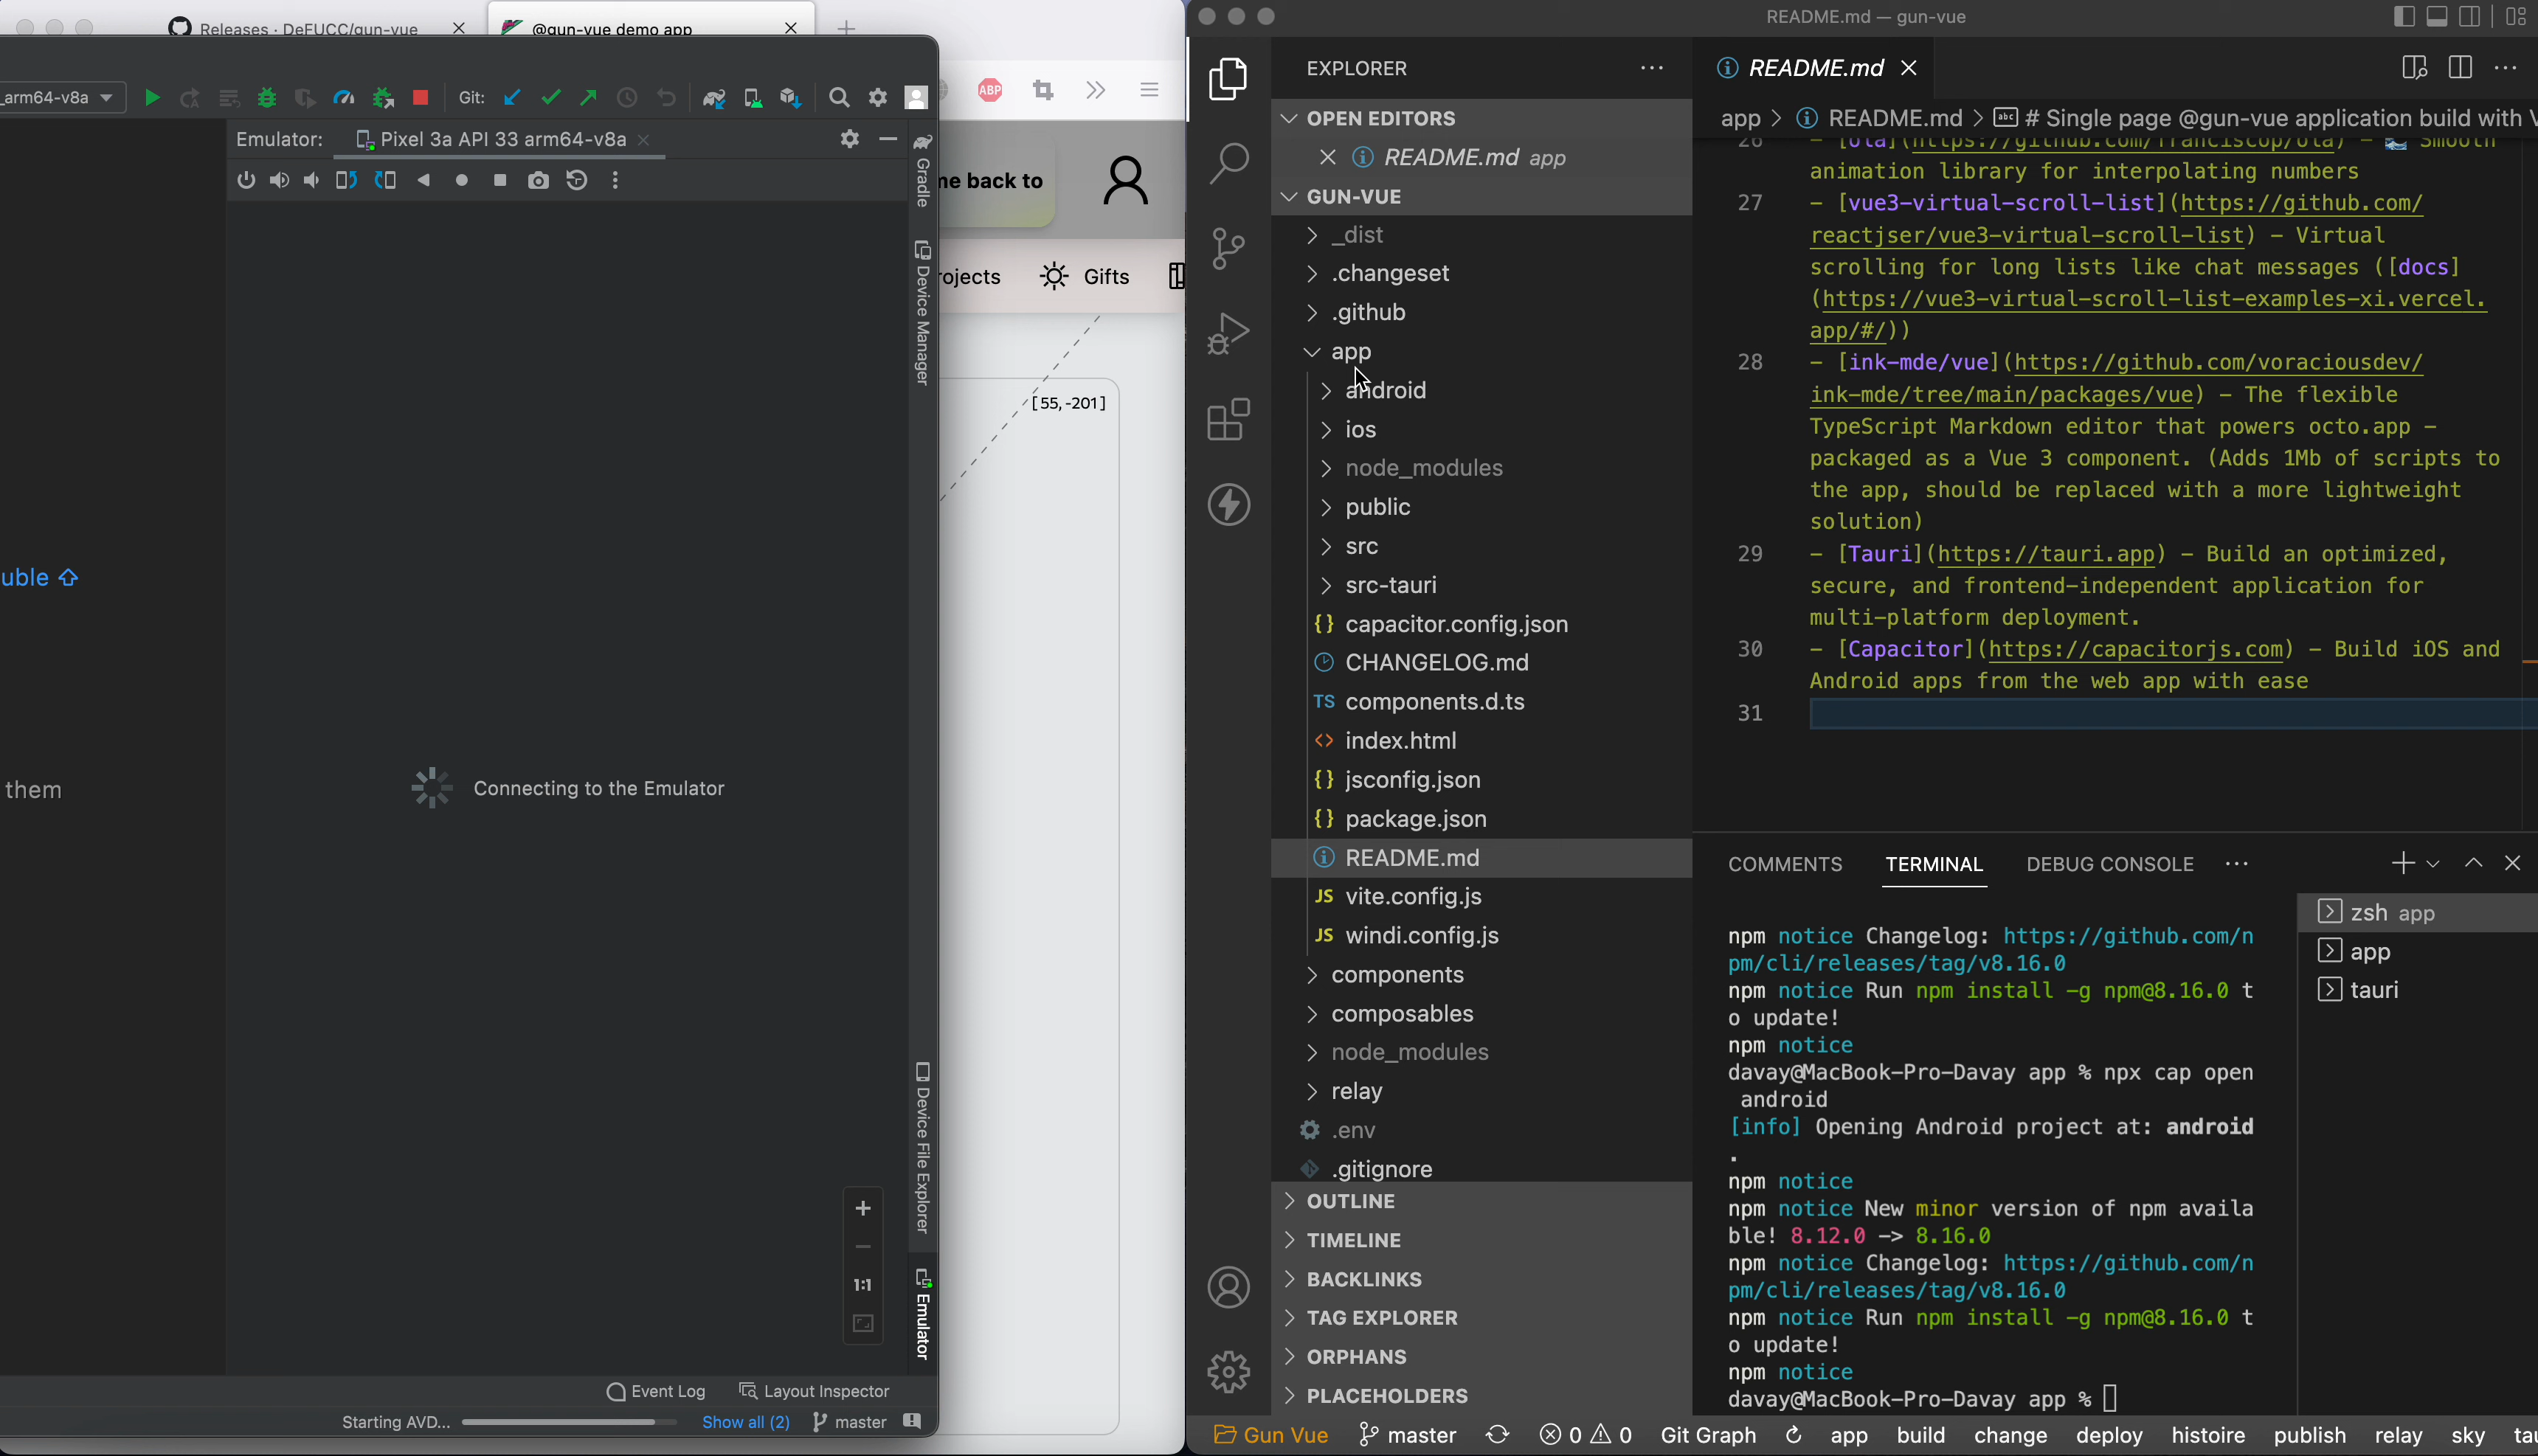 Releases · DeFUCC/gun-vue
@gun-vue demo app
_arm64-v8a
Git:
ABP
Emulator:
Pixel 3a API 33 arm64-v8a
Gradle
Device Manager
Device File Explorer
Emulator
me back to
ojects
Gifts
[55,-201]
uble
them
Connecting to the Emulator
1:1
Event Log
Layout Inspector
Starting AVD...
Show all (2)
master
README.md — gun-vue
EXPLORER
OPEN EDITORS
README.md app
GUN-VUE
_dist
.changeset
.github
app
android
ios
node_modules
public
src
src-tauri
{} capacitor.config.json
CHANGELOG.md
TS components.d.ts
<> index.html
{} jsconfig.json
{} package.json
README.md
JS vite.config.js
JS windi.config.js
components
composables
node_modules
relay
.env
.gitignore
OUTLINE
TIMELINE
BACKLINKS
TAG EXPLORER
ORPHANS
PLACEHOLDERS
README.md
app > README.md > abc # Single page @gun-vue application build with V
26 - [ola](https://github.com/franciscop/ola) - 🌊 Smooth
animation library for interpolating numbers
27 - [vue3-virtual-scroll-list](https://github.com/
reactjser/vue3-virtual-scroll-list) - Virtual
scrolling for long lists like chat messages ([docs]
(https://vue3-virtual-scroll-list-examples-xi.vercel.
app/#/))
28 - [ink-mde/vue](https://github.com/voraciousdev/
ink-mde/tree/main/packages/vue) - The flexible
TypeScript Markdown editor that powers octo.app -
packaged as a Vue 3 component. (Adds 1Mb of scripts to
the app, should be replaced with a more lightweight
solution)
29 - [Tauri](https://tauri.app) - Build an optimized,
secure, and frontend-independent application for
multi-platform deployment.
30 - [Capacitor](https://capacitorjs.com) - Build iOS and
Android apps from the web app with ease
31
COMMENTS TERMINAL DEBUG CONSOLE
zsh app
app
tauri
npm notice Changelog: https://github.com/n
pm/cli/releases/tag/v8.16.0
npm notice Run npm install -g npm@8.16.0 t
o update!
npm notice
davay@MacBook-Pro-Davay app % npx cap open
android
[info] Opening Android project at: android
.
npm notice
npm notice New minor version of npm availa
ble! 8.12.0 -> 8.16.0
npm notice Changelog: https://github.com/n
pm/cli/releases/tag/v8.16.0
npm notice Run npm install -g npm@8.16.0 t
o update!
npm notice
davay@MacBook-Pro-Davay app %
Gun Vue master 0 0 Git Graph app build change deploy histoire publish relay sky tau